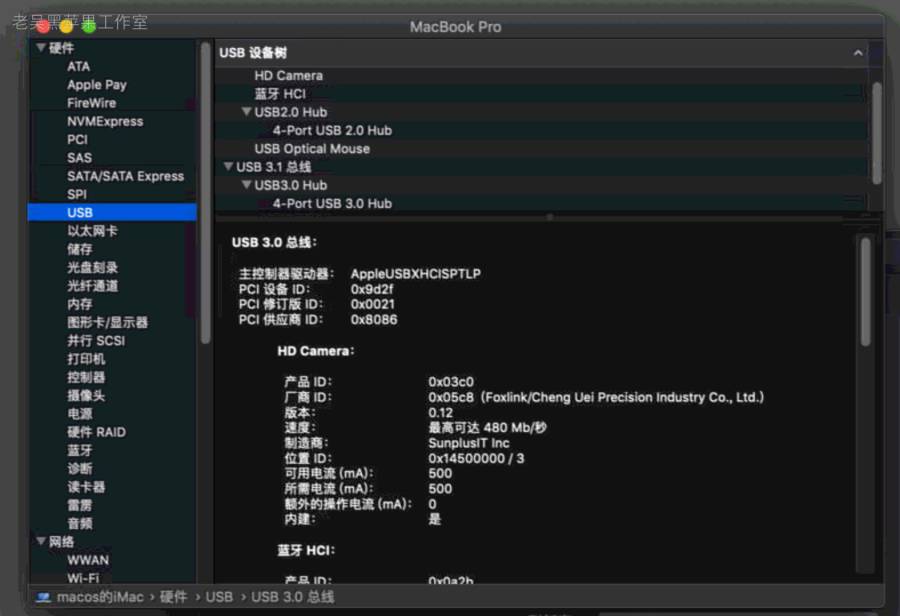 老吴黑苹果工作室
MacBook Pro
硬件
ATA
Apple Pay
FireWire
NVMExpress
PCI
SAS
SATA/SATA Express
SPI
USB
以太网卡
储存
光盘刻录
光纤通道
内存
图形卡/显示器
并行 SCSI
打印机
控制器
摄像头
电源
硬件 RAID
蓝牙
诊断
读卡器
雷雳
音频
网络
WWAN
Wi-Fi
USB 设备树
HD Camera
蓝牙 HCI
USB2.0 Hub
4-Port USB 2.0 Hub
USB Optical Mouse
USB 3.1 总线
USB3.0 Hub
4-Port USB 3.0 Hub
USB 3.0 总线：
主控制器驱动器： AppleUSBXHCISPTLP
PCI 设备 ID： 0x9d2f
PCI 修订版 ID： 0x0021
PCI 供应商 ID： 0x8086
HD Camera：
产品 ID： 0x03c0
厂商 ID： 0x05c8（Foxlink/Cheng Uei Precision Industry Co., Ltd.）
版本： 0.12
速度： 最高可达 480 Mb/秒
制造商： SunplusIT Inc
位置 ID： 0x14500000 / 3
可用电流 (mA)： 500
所需电流 (mA)： 500
额外的操作电流 (mA)： 0
内建： 是
蓝牙 HCI：
产品 ID： 0x0a2b
macos的iMac › 硬件 › USB › USB 3.0 总线